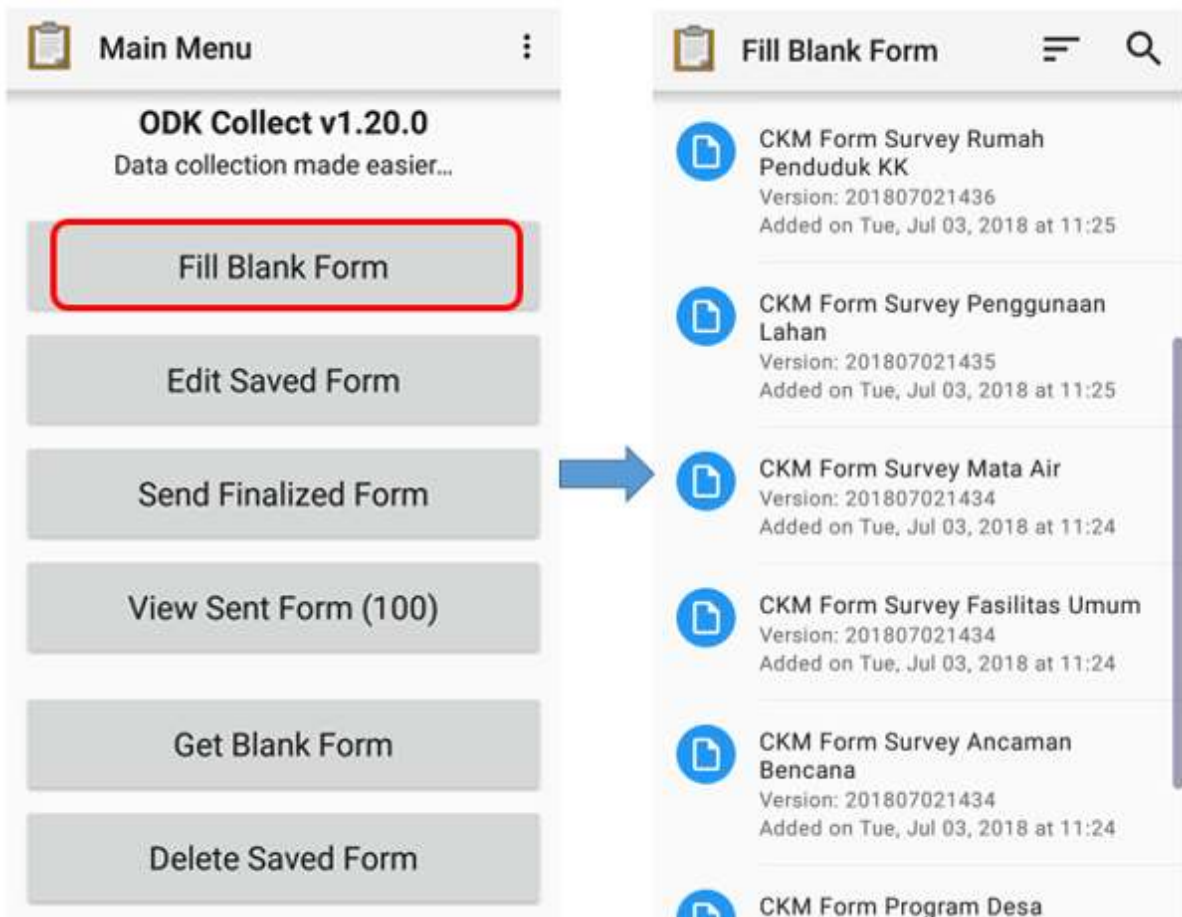 Main Menu
ODK Collect v1.20.0
Data collection made easier...
Fill Blank Form
Edit Saved Form
Send Finalized Form
View Sent Form (100)
Get Blank Form
Delete Saved Form
Fill Blank Form
CKM Form Survey Rumah
Penduduk KK
Version: 201807021436
Added on Tue, Jul 03, 2018 at 11:25
CKM Form Survey Penggunaan
Lahan
Version: 201807021435
Added on Tue, Jul 03, 2018 at 11:25
CKM Form Survey Mata Air
Version: 201807021434
Added on Tue, Jul 03, 2018 at 11:24
CKM Form Survey Fasilitas Umum
Version: 201807021434
Added on Tue, Jul 03, 2018 at 11:24
CKM Form Survey Ancaman
Bencana
Version: 201807021434
Added on Tue, Jul 03, 2018 at 11:24
CKM Form Program Desa